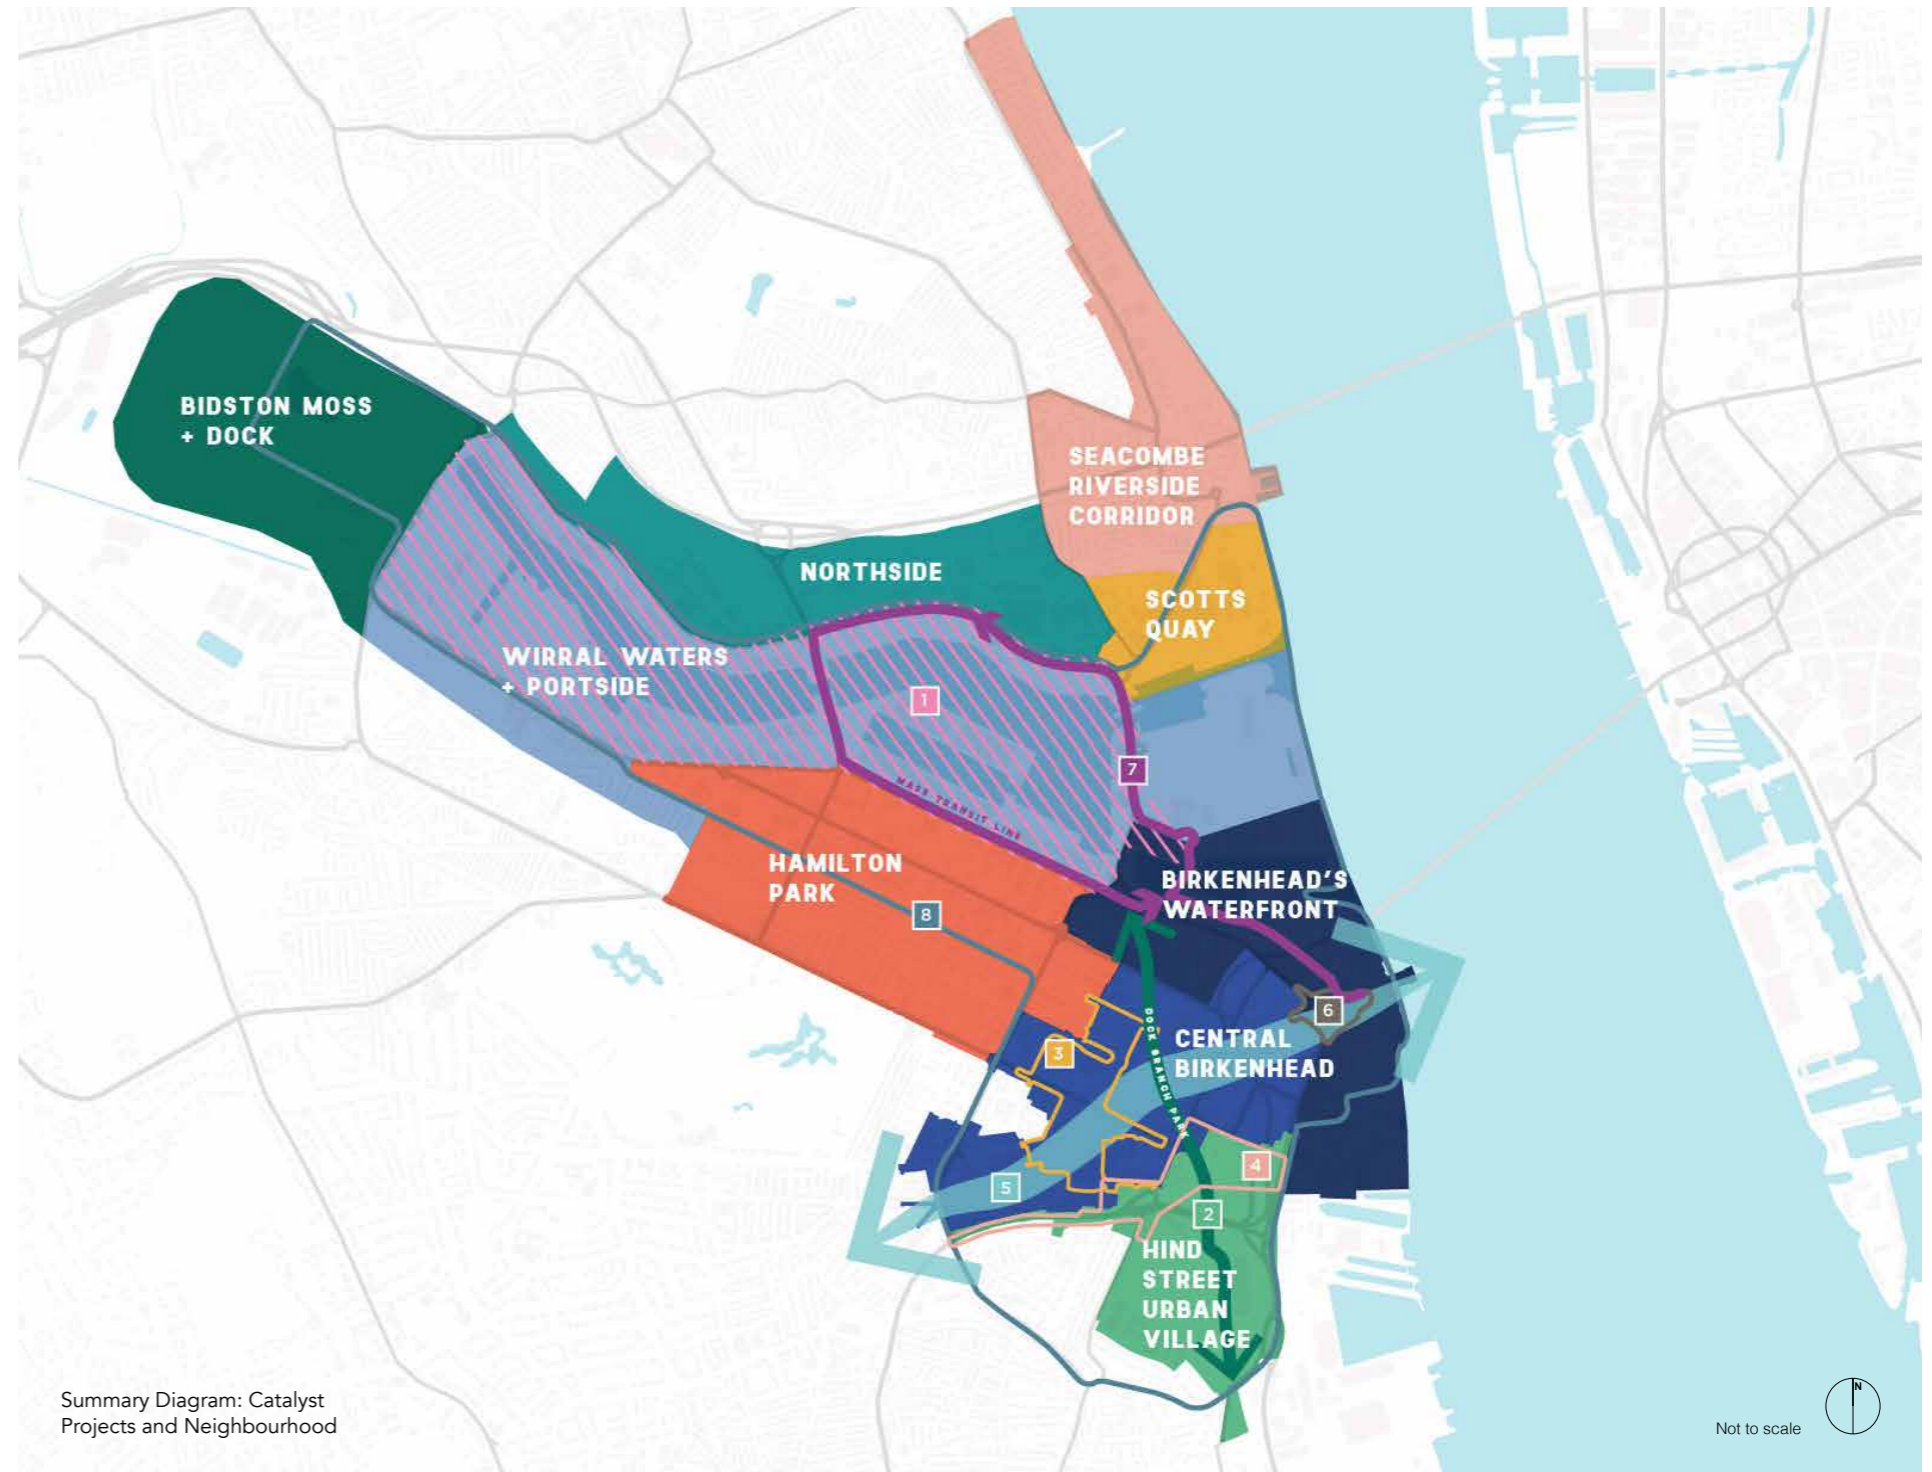 BIDSTON MOSS
+ DOCK
SEACOMBE
RIVERSIDE
CORRIDOR
NORTHSIDE
SCOTTS
QUAY
WIRRAL WATERS
+ PORTSIDE
1
7
MASS TRANSIT LINE
HAMILTON
PARK
8
BIRKENHEAD'S
WATERFRONT
6
DOCK BRANCH PARK
CENTRAL
BIRKENHEAD
3
4
5
2
HIND
STREET
URBAN
VILLAGE
Summary Diagram: Catalyst
Projects and Neighbourhood
Not to scale
N